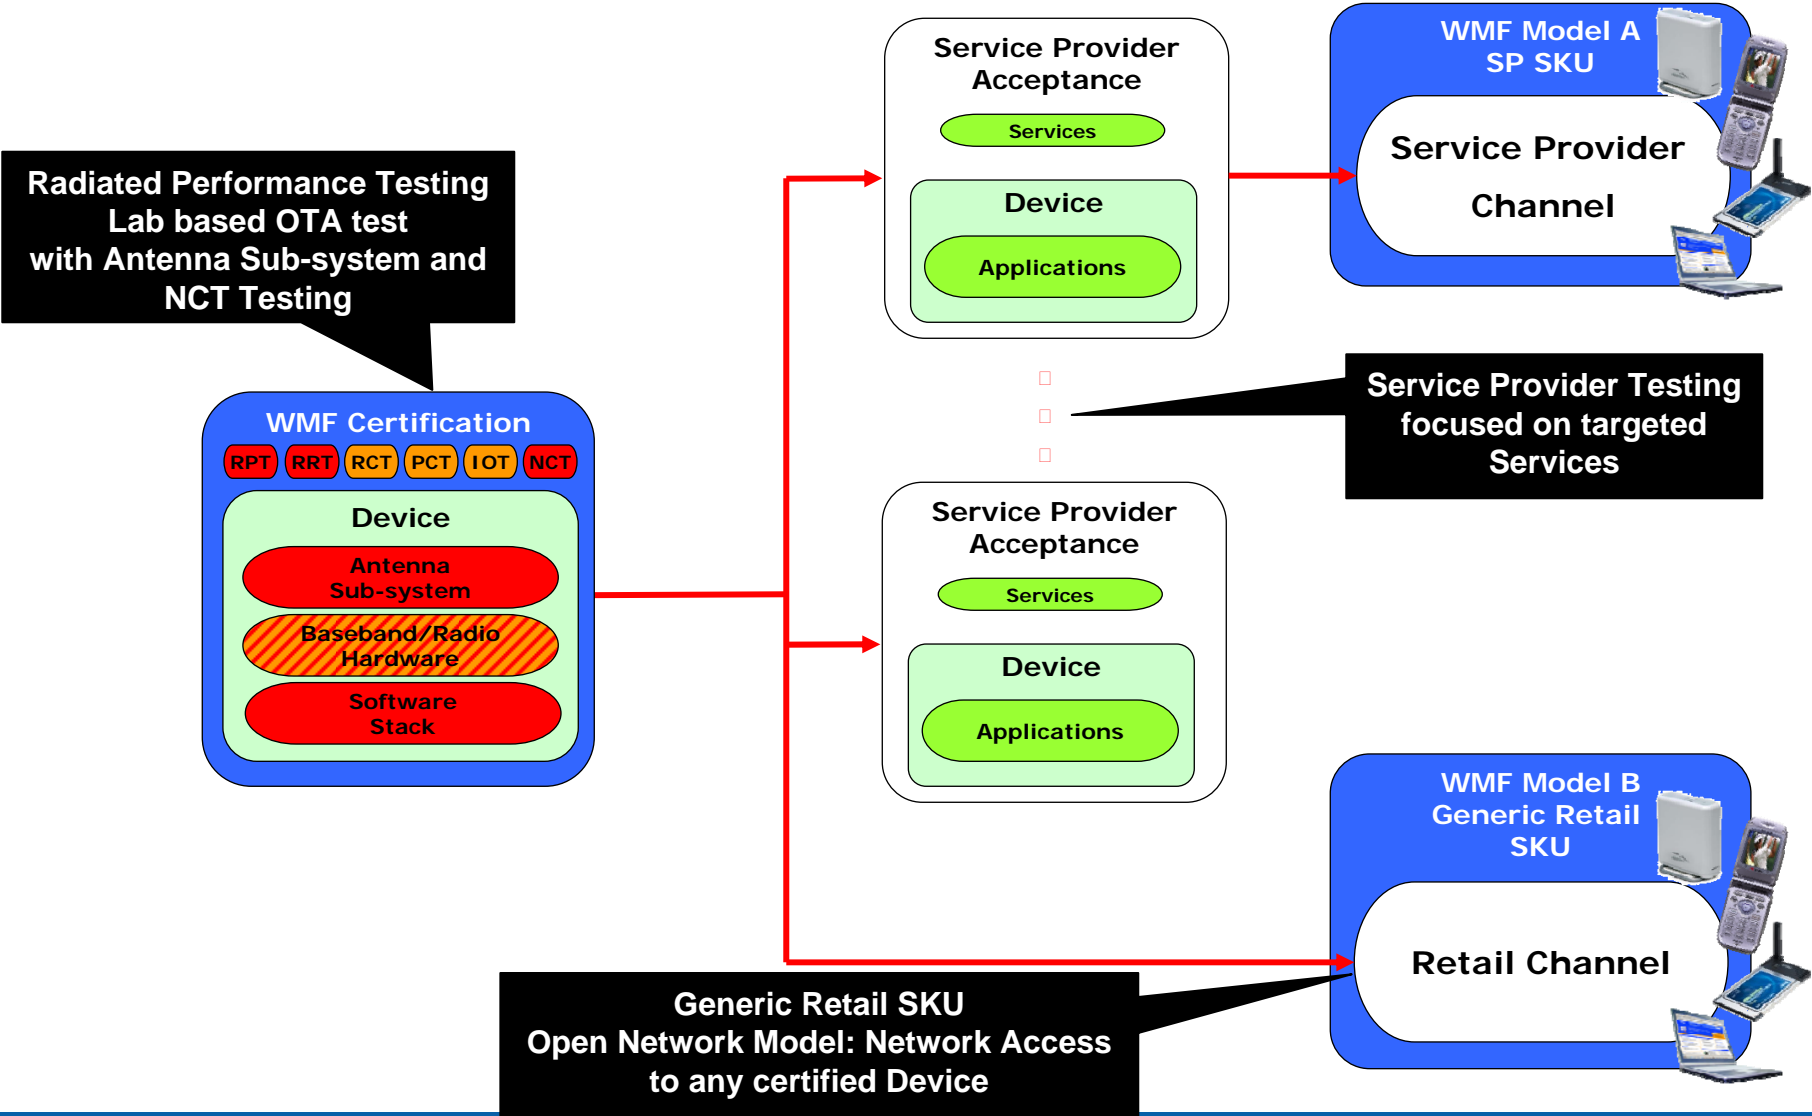 Service Provider
Acceptance
Services
Device
Applications
WMF Model A
SP SKU
Service Provider
Channel
Radiated Performance Testing
Lab based OTA test
with Antenna Sub-system and
NCT Testing
Service Provider Testing
focused on targeted
Services
WMF Certification
RPT RRT RCT PCT IOT NCT
Device
Antenna
Sub-system
Baseband/Radio
Hardware
Software
Stack
Service Provider
Acceptance
Services
Device
Applications
WMF Model B
Generic Retail
SKU
Retail Channel
Generic Retail SKU
Open Network Model: Network Access
to any certified Device